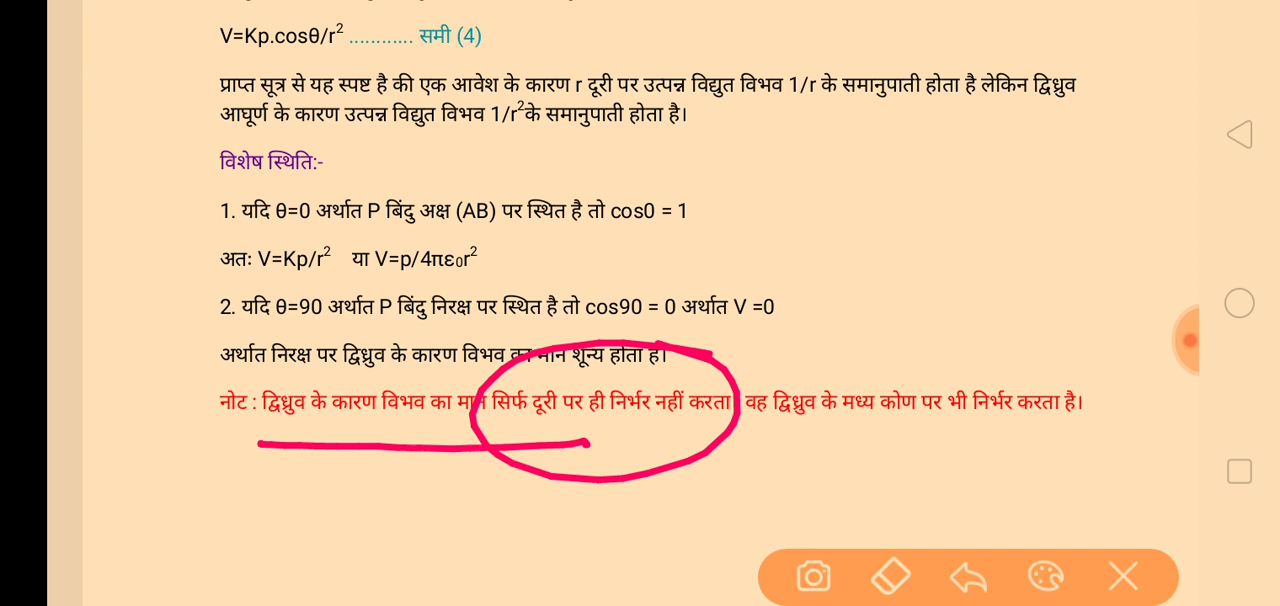 V=Kp.cosθ/r² ............ समी (4)
प्राप्त सूत्र से यह स्पष्ट है की एक आवेश के कारण r दूरी पर उत्पन्न विद्युत विभव 1/r के समानुपाती होता है लेकिन द्विध्रुव
आघूर्ण के कारण उत्पन्न विद्युत विभव 1/r²के समानुपाती होता है।
विशेष स्थिति:-
1. यदि θ=0 अर्थात P बिंदु अक्ष (AB) पर स्थित है तो cos0 = 1
अतः V=Kp/r² या V=p/4πε₀r²
2. यदि θ=90 अर्थात P बिंदु निरक्ष पर स्थित है तो cos90 = 0 अर्थात V =0
अर्थात निरक्ष पर द्विध्रुव के कारण विभव का मान शून्य होता है।
नोट : द्विध्रुव के कारण विभव का मान सिर्फ दूरी पर ही निर्भर नहीं करता। वह द्विध्रुव के मध्य कोण पर भी निर्भर करता है।